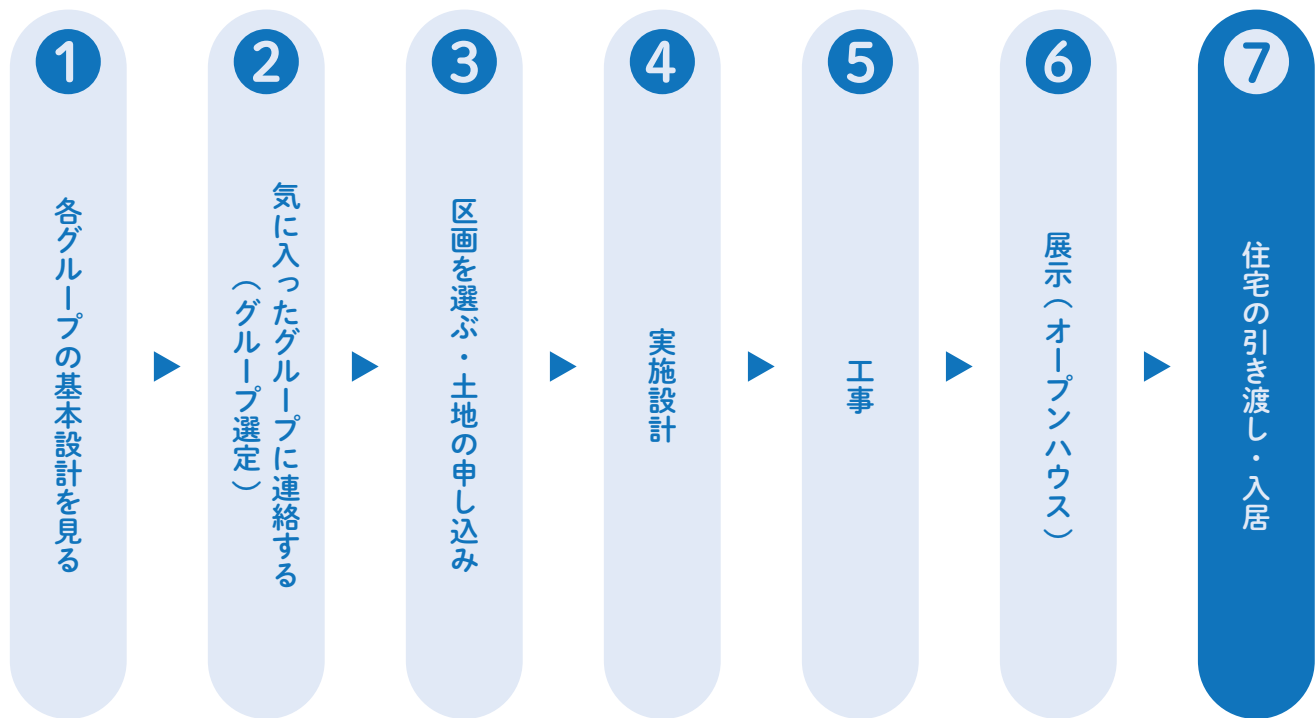 1
各グループの基本設計を見る
2
気に入ったグループに連絡する
（グループ選定）
3
区画を選ぶ・土地の申し込み
4
実施設計
5
工事
6
展示（オープンハウス）
7
住宅の引き渡し・入居